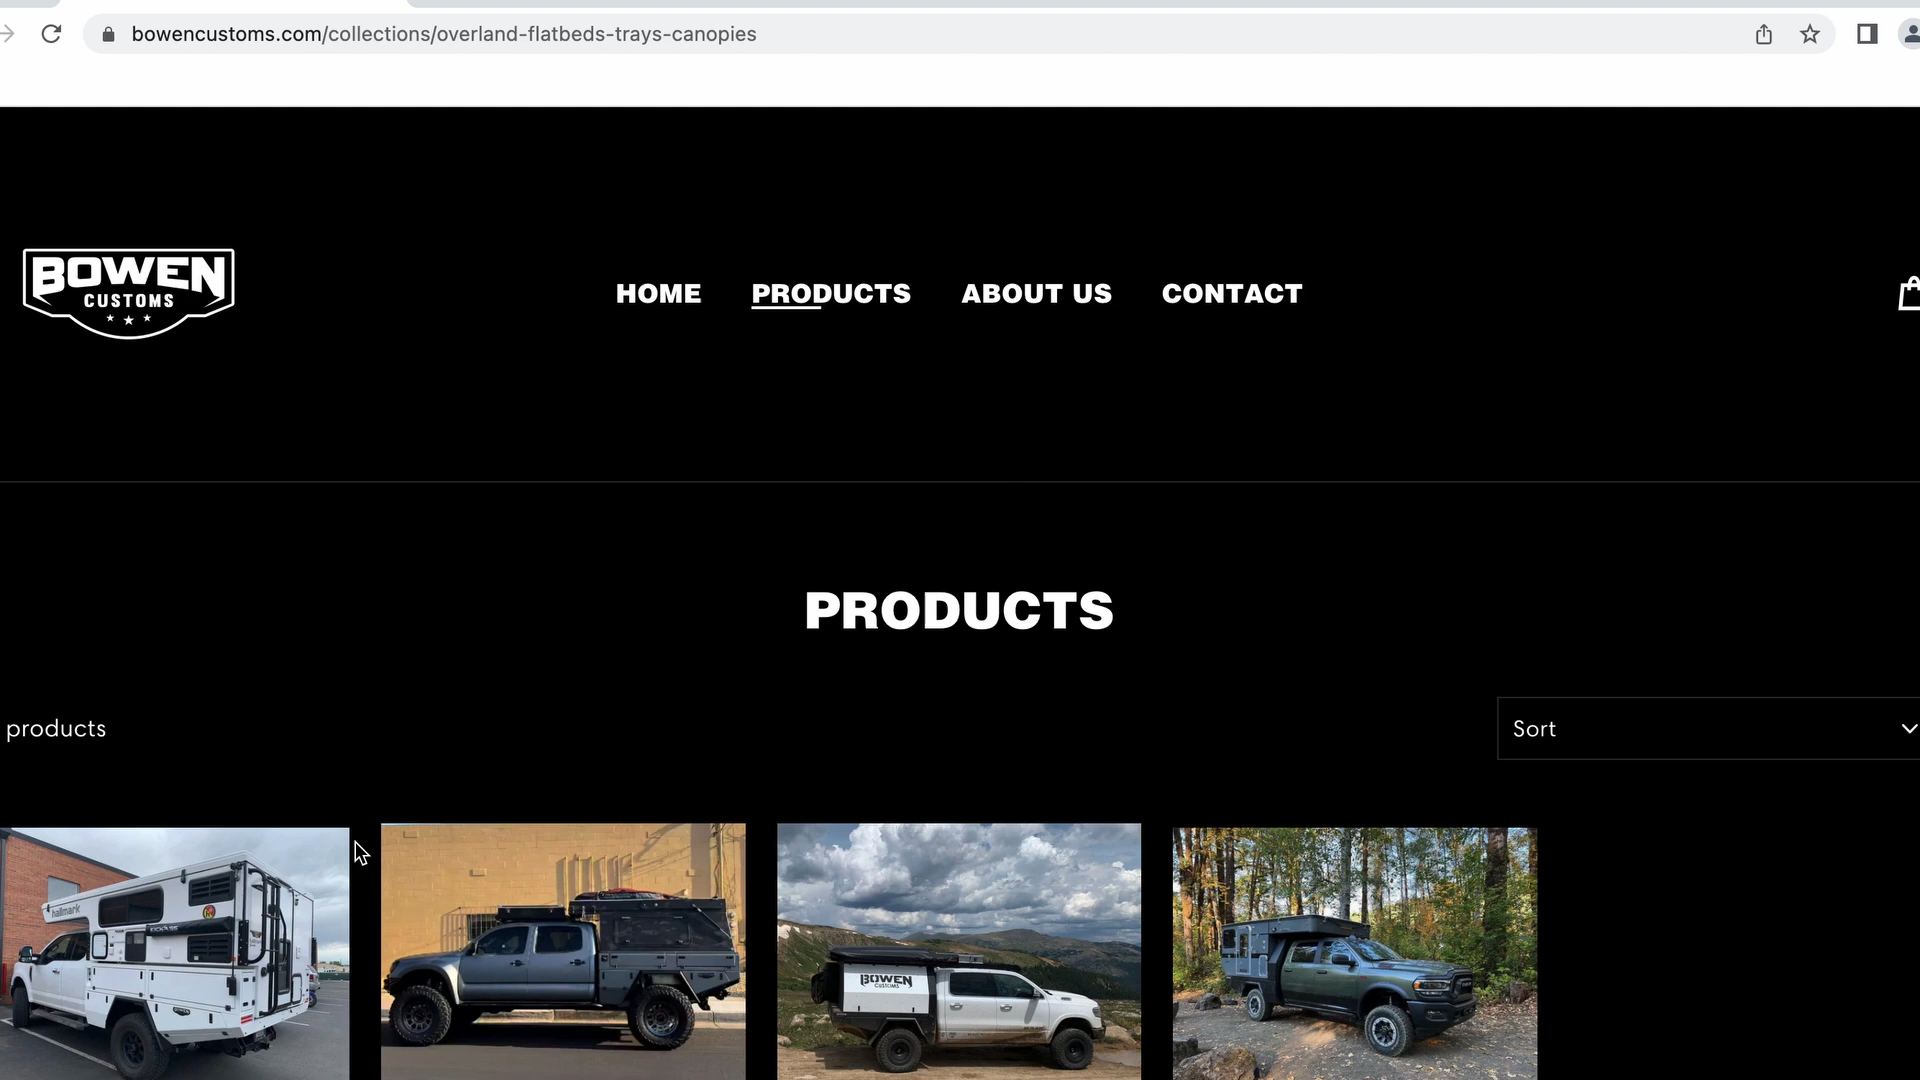 bowencustoms.com/collections/overland-flatbeds-trays-canopies
BOWEN
CUSTOMS
HOME
PRODUCTS
ABOUT US
CONTACT
PRODUCTS
products
Sort
hallmark
BOWEN
CUSTOMS